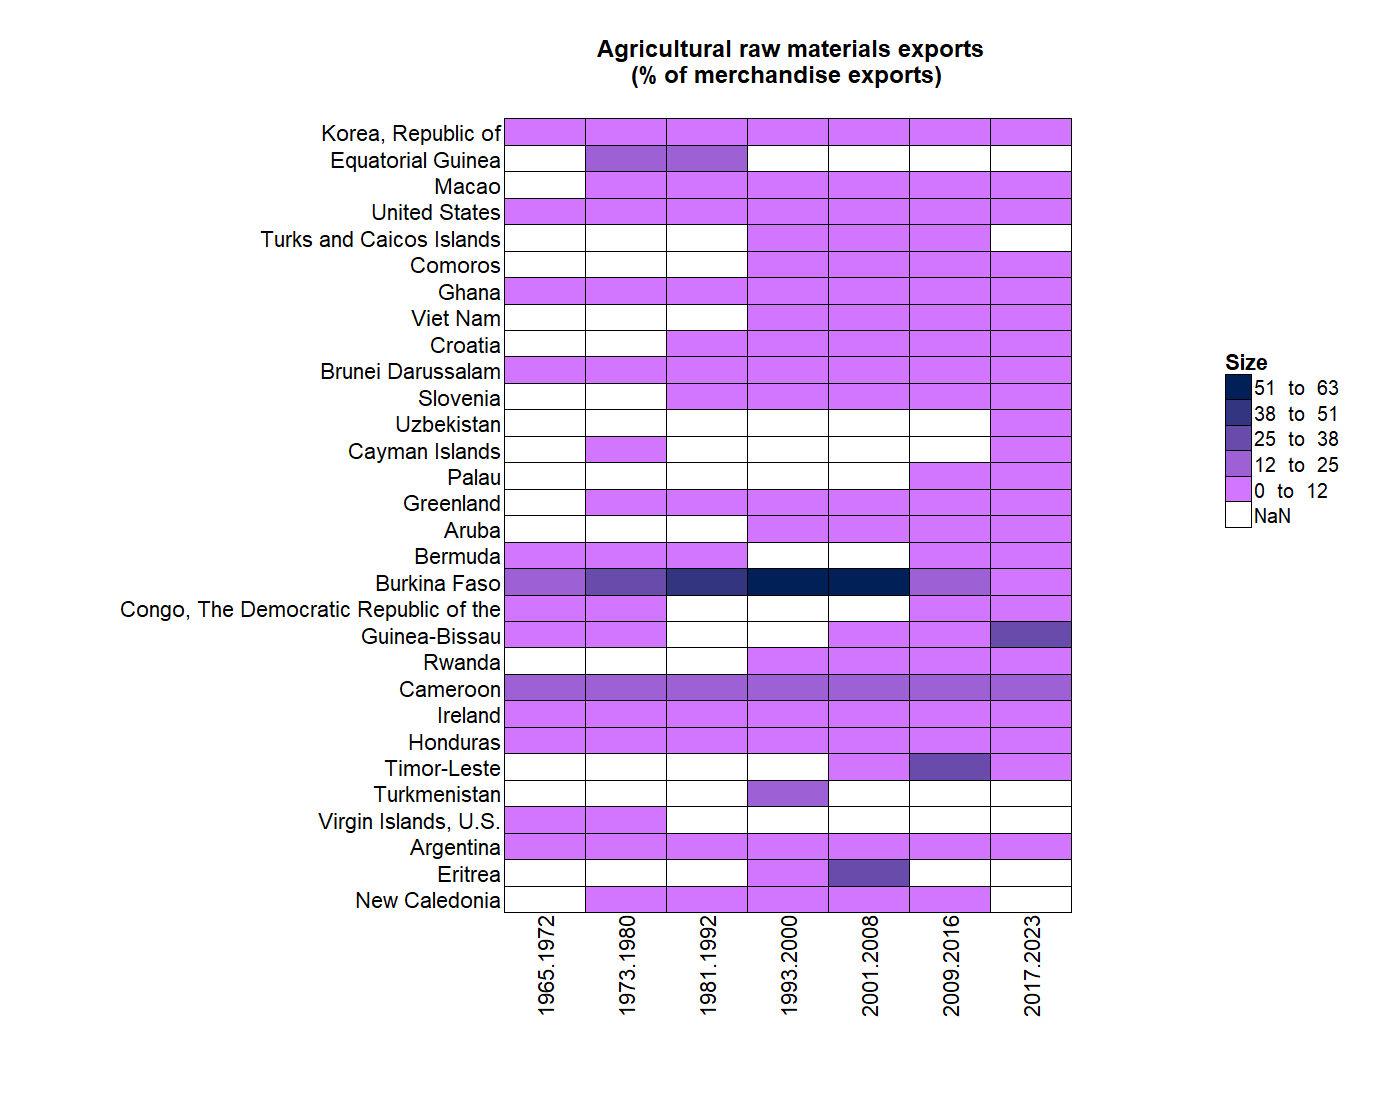 Agricultural raw materials exports
(% of merchandise exports)
Korea, Republic of
Equatorial Guinea
Macao
United States
Turks and Caicos Islands
Comoros
Ghana
Viet Nam
Croatia
Brunei Darussalam
Slovenia
Uzbekistan
Cayman Islands
Palau
Greenland
Aruba
Bermuda
Burkina Faso
Congo, The Democratic Republic of the
Guinea-Bissau
Rwanda
Cameroon
Ireland
Honduras
Timor-Leste
Turkmenistan
Virgin Islands, U.S.
Argentina
Eritrea
New Caledonia
1965.1972
1973.1980
1981.1992
1993.2000
2001.2008
2009.2016
2017.2023
Size
51 to 63
38 to 51
25 to 38
12 to 25
0 to 12
NaN